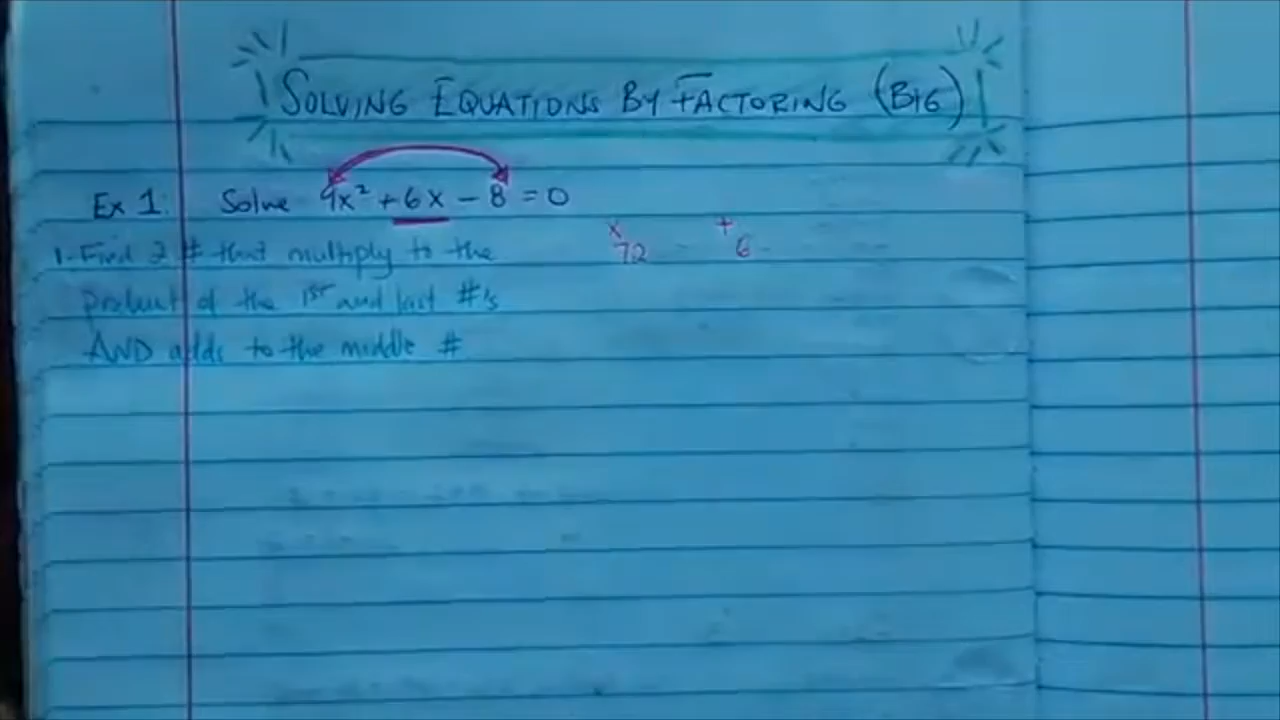 SOLVING EQUATIONS BY FACTORING (BIG)
Ex 1. Solve 9x² + 6x - 8 = 0
1. Find 2 # that multiply to the
product of the 1st and last #'s
AND adds to the middle #
x +
72 6